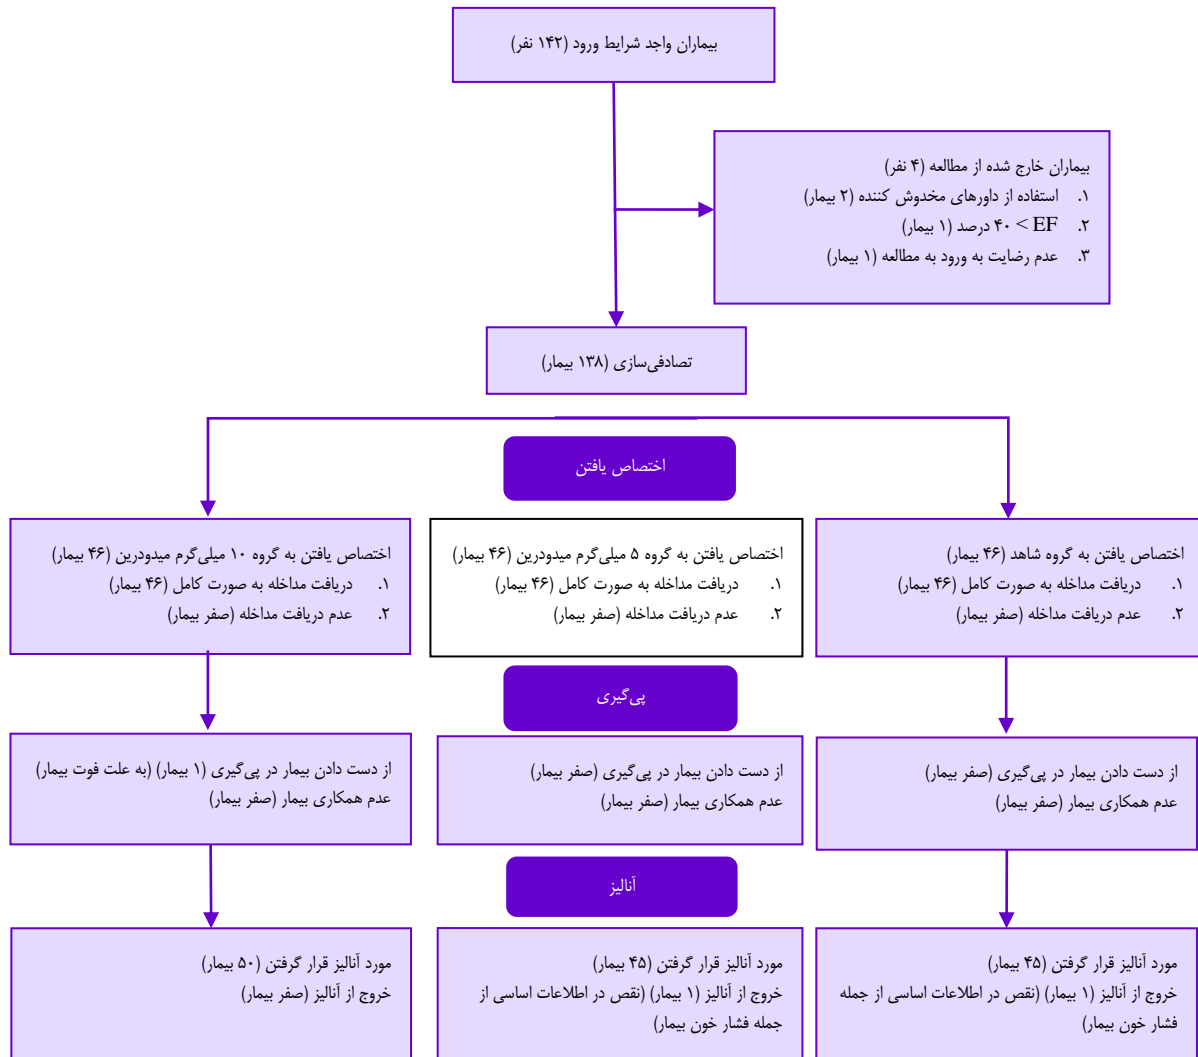 بیماران واجد شرایط ورود (۱۴۲ نفر)
بیماران خارج شده از مطالعه (۴ نفر)
۱. استفاده از داورهای مخدوش کننده (۲ بیمار)
۲. EF < ۴۰ درصد (۱ بیمار)
۳. عدم رضایت به ورود به مطالعه (۱ بیمار)
تصادفی‌سازی (۱۳۸ بیمار)
اختصاص یافتن
اختصاص یافتن به گروه شاهد (۴۶ بیمار)
۱. دریافت مداخله به صورت کامل (۴۶ بیمار)
۲. عدم دریافت مداخله (صفر بیمار)
اختصاص یافتن به گروه ۵ میلی‌گرم میدودرین (۴۶ بیمار)
۱. دریافت مداخله به صورت کامل (۴۶ بیمار)
۲. عدم دریافت مداخله (صفر بیمار)
اختصاص یافتن به گروه ۱۰ میلی‌گرم میدودرین (۴۶ بیمار)
۱. دریافت مداخله به صورت کامل (۴۶ بیمار)
۲. عدم دریافت مداخله (صفر بیمار)
پی‌گیری
از دست دادن بیمار در پی‌گیری (صفر بیمار)
عدم همکاری بیمار (صفر بیمار)
از دست دادن بیمار در پی‌گیری (صفر بیمار)
عدم همکاری بیمار (صفر بیمار)
از دست دادن بیمار در پی‌گیری (۱ بیمار) (به علت فوت بیمار)
عدم همکاری بیمار (صفر بیمار)
آنالیز
مورد آنالیز قرار گرفتن (۴۵ بیمار)
خروج از آنالیز (۱ بیمار) (نقص در اطلاعات اساسی از جمله
فشار خون بیمار)
مورد آنالیز قرار گرفتن (۴۵ بیمار)
خروج از آنالیز (۱ بیمار) (نقص در اطلاعات اساسی از
جمله فشار خون بیمار)
مورد آنالیز قرار گرفتن (۵۰ بیمار)
خروج از آنالیز (صفر بیمار)